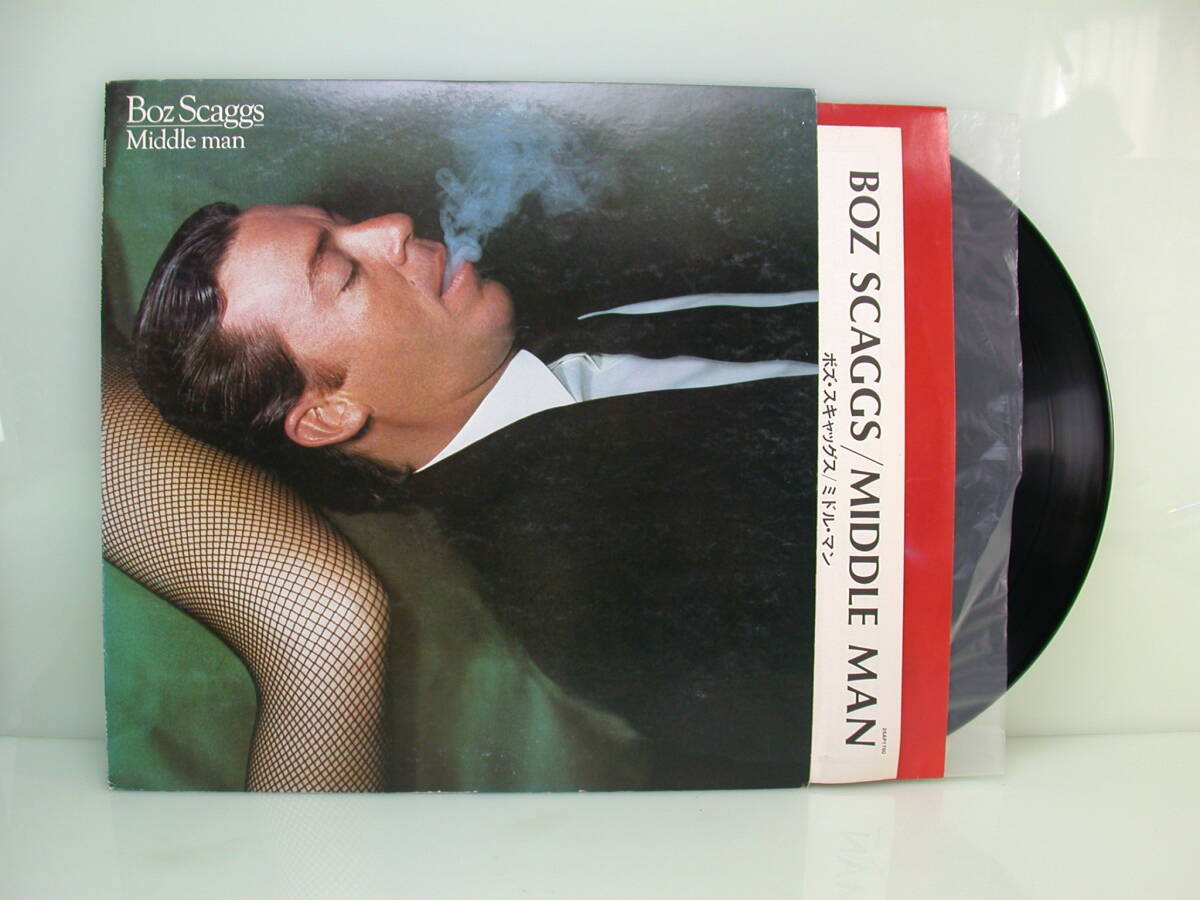 Boz Scaggs
Middle man
BOZ SCAGGS/MIDDLE MAN
ボズ・スキャッグス/ミドル・マン
25AP1780